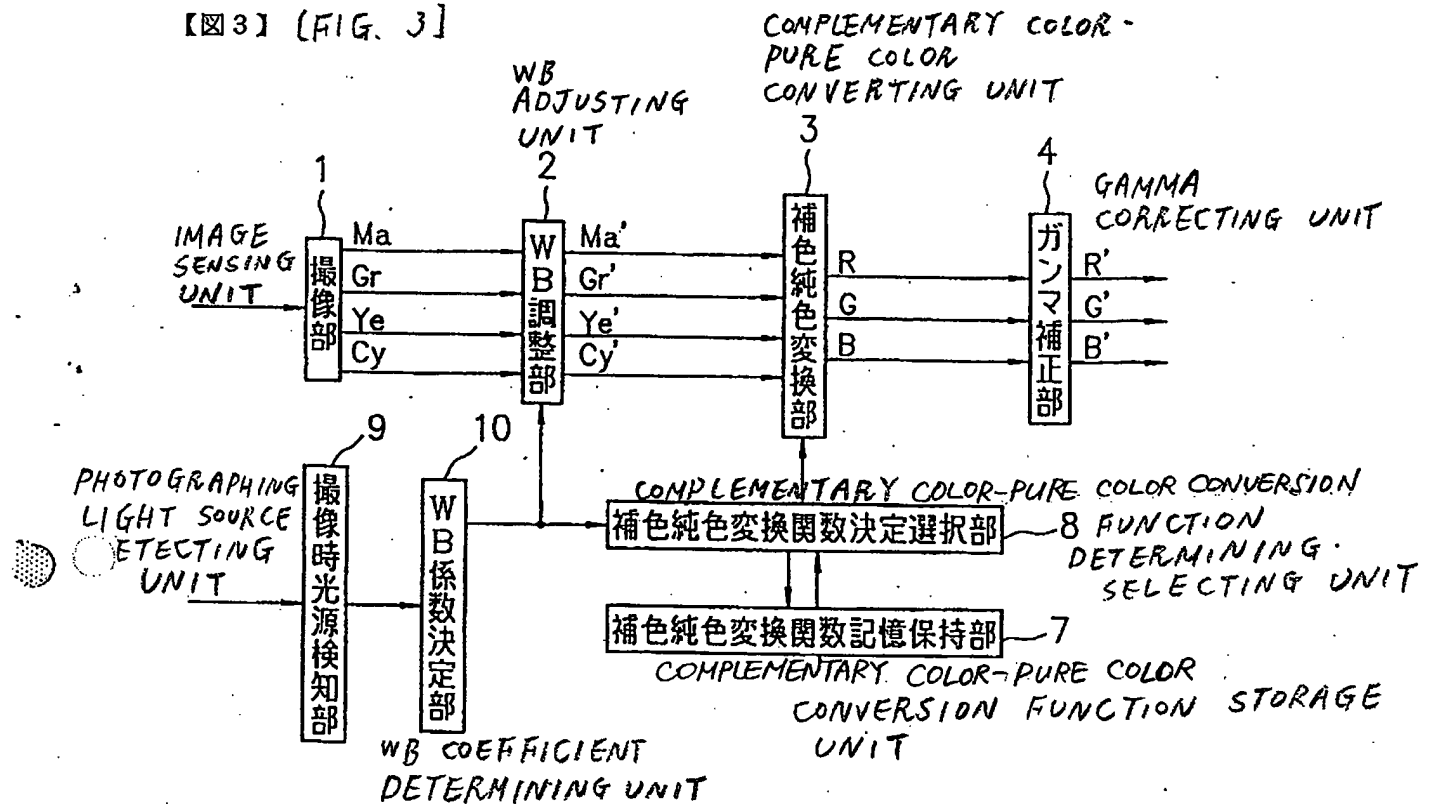 【図3】 [FIG. 3]
COMPLEMENTARY COLOR-
PURE COLOR
CONVERTING UNIT
WB
ADJUSTING
UNIT
1
2
3
4
GAMMA
CORRECTING UNIT
IMAGE
SENSING
UNIT
撮像部
Ma
Gr
Ye
Cy
WB調整部
Ma'
Gr'
Ye'
Cy'
補色純色変換部
R
G
B
ガンマ補正部
R'
G'
B'
9
10
PHOTOGRAPHING
LIGHT SOURCE
ETECTING
UNIT
撮像時光源検知部
WB係数決定部
WB COEFFICIENT
DETERMINING UNIT
COMPLEMENTARY COLOR-PURE COLOR CONVERSION
補色純色変換関数決定選択部
8 FUNCTION
DETERMINING·
SELECTING UNIT
補色純色変換関数記憶保持部
7
COMPLEMENTARY COLOR-PURE COLOR
CONVERSION FUNCTION STORAGE
UNIT